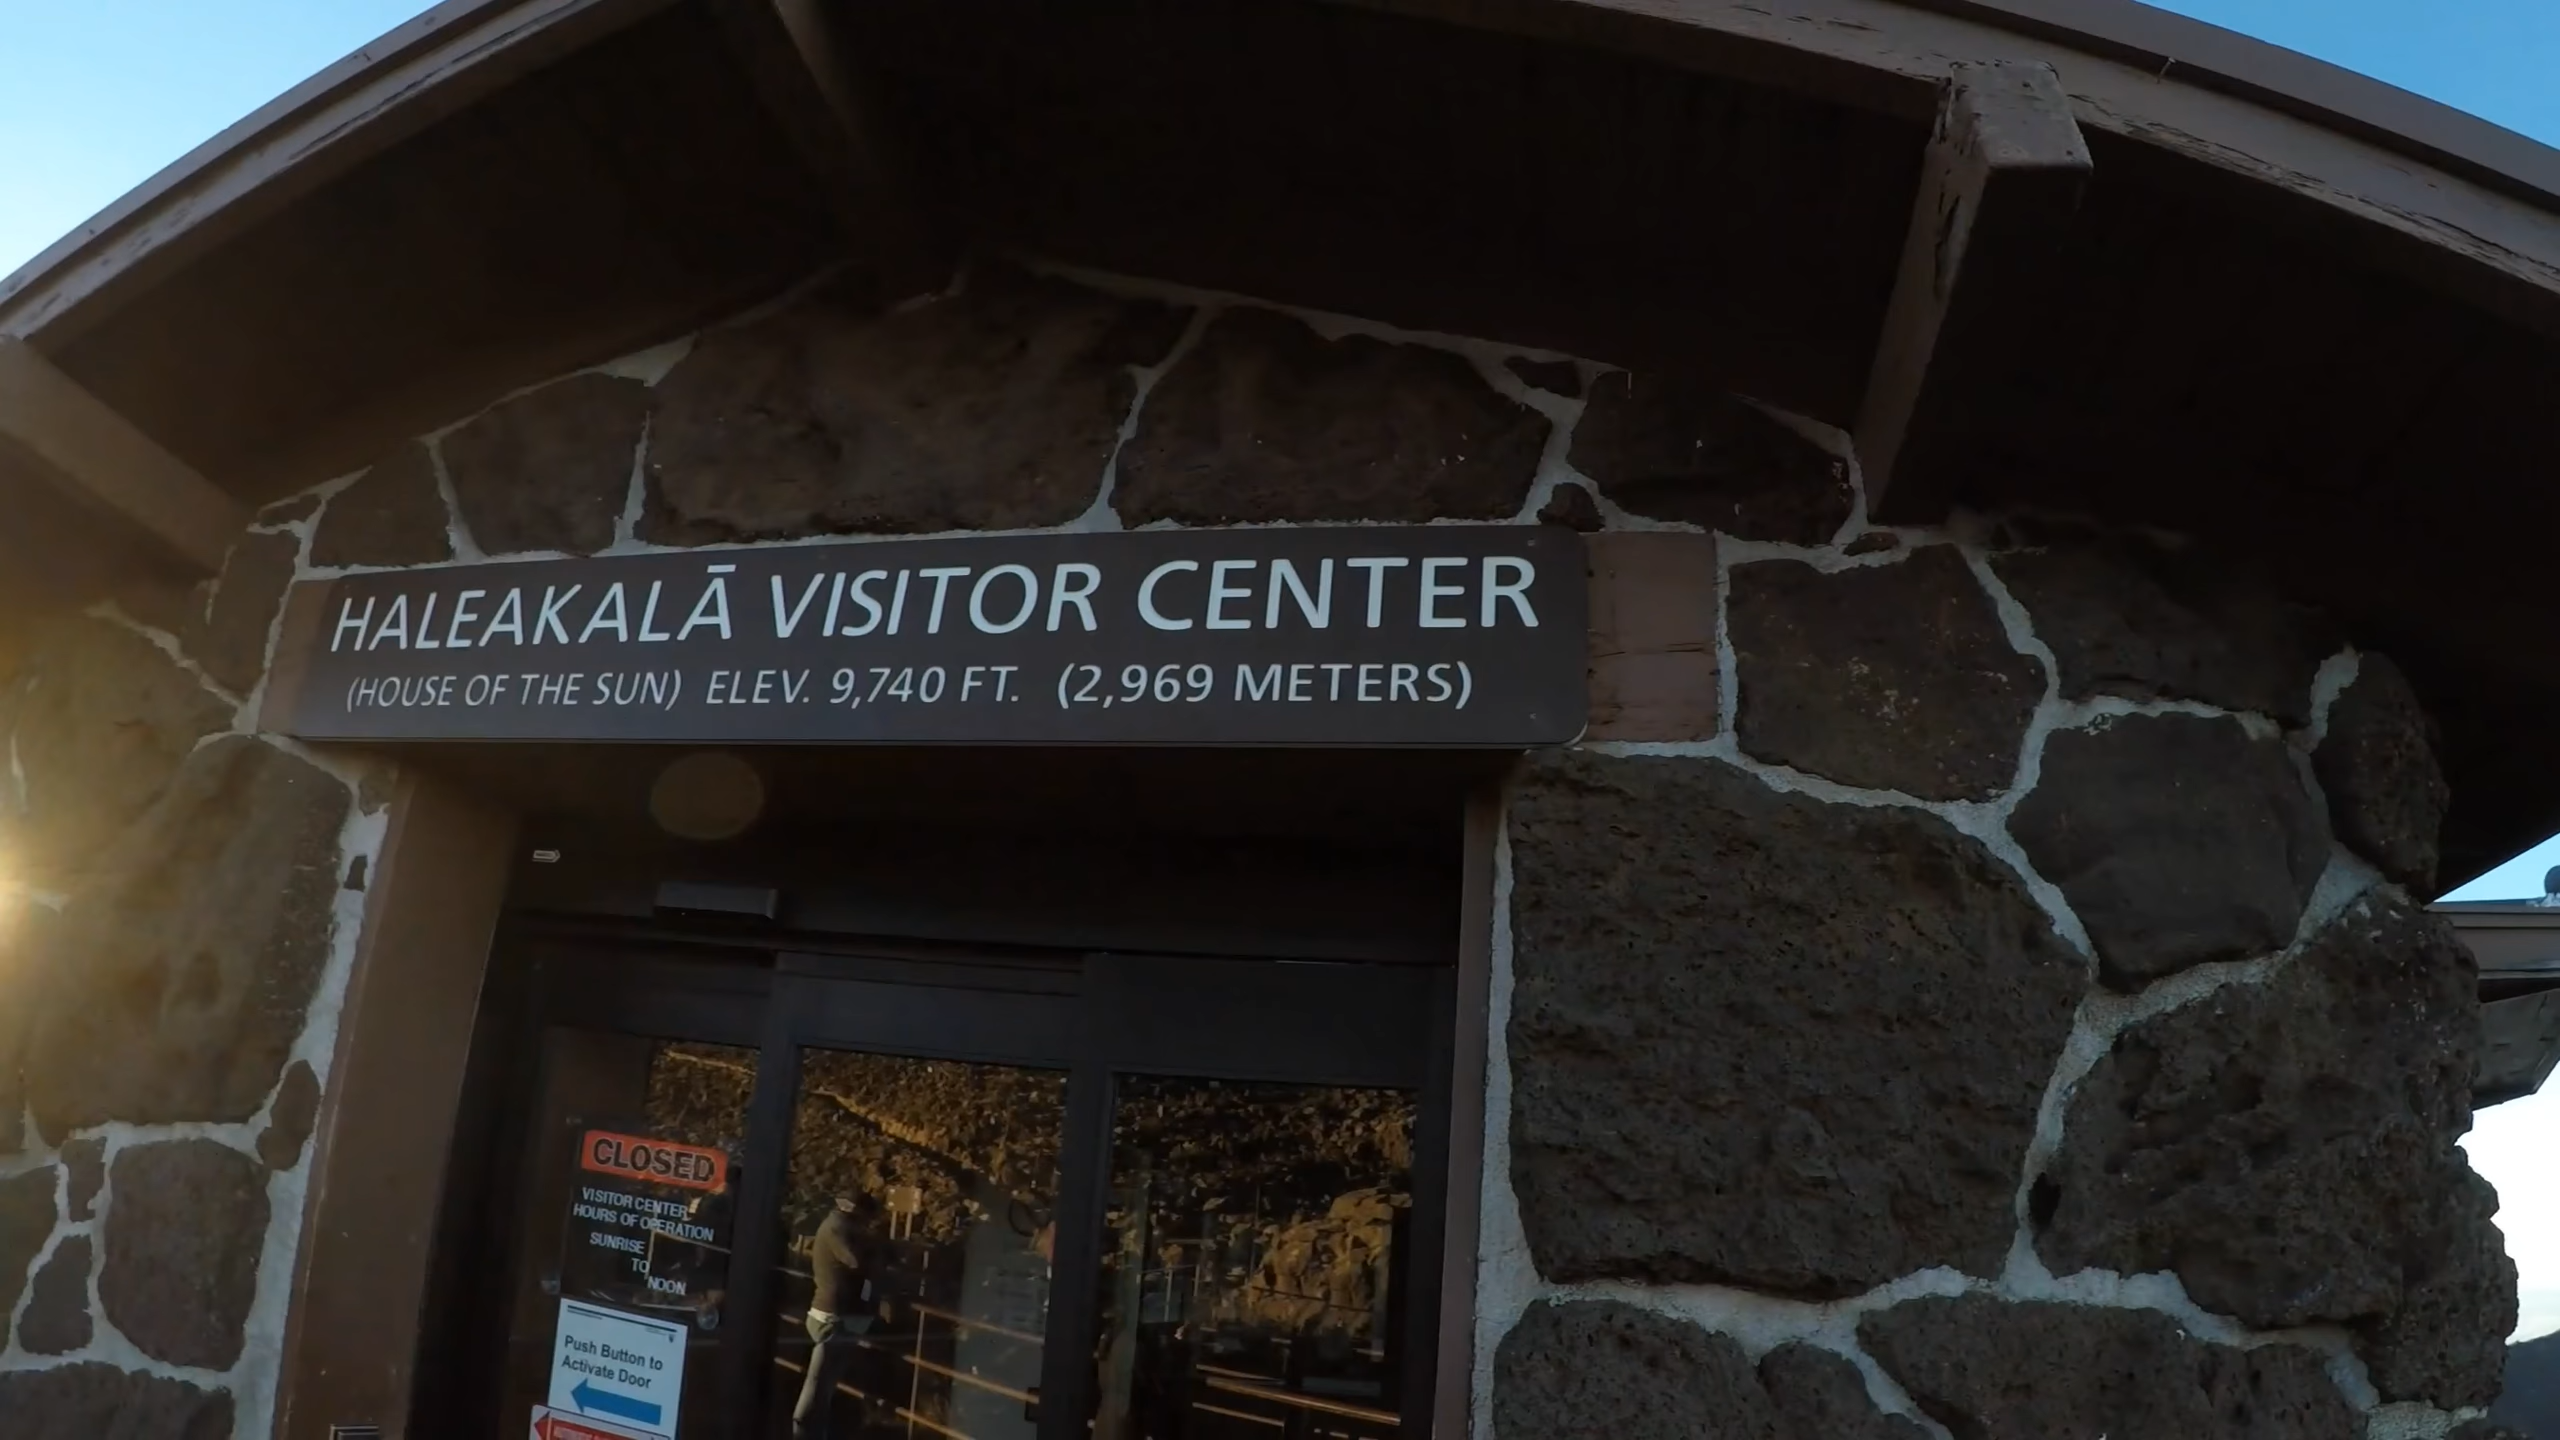 HALEAKALĀ VISITOR CENTER
(HOUSE OF THE SUN) ELEV. 9,740 FT. (2,969 METERS)
CLOSED
VISITOR CENTER
HOURS OF OPERATION
SUNRISE
TO
NOON
Push Button to
Activate Door